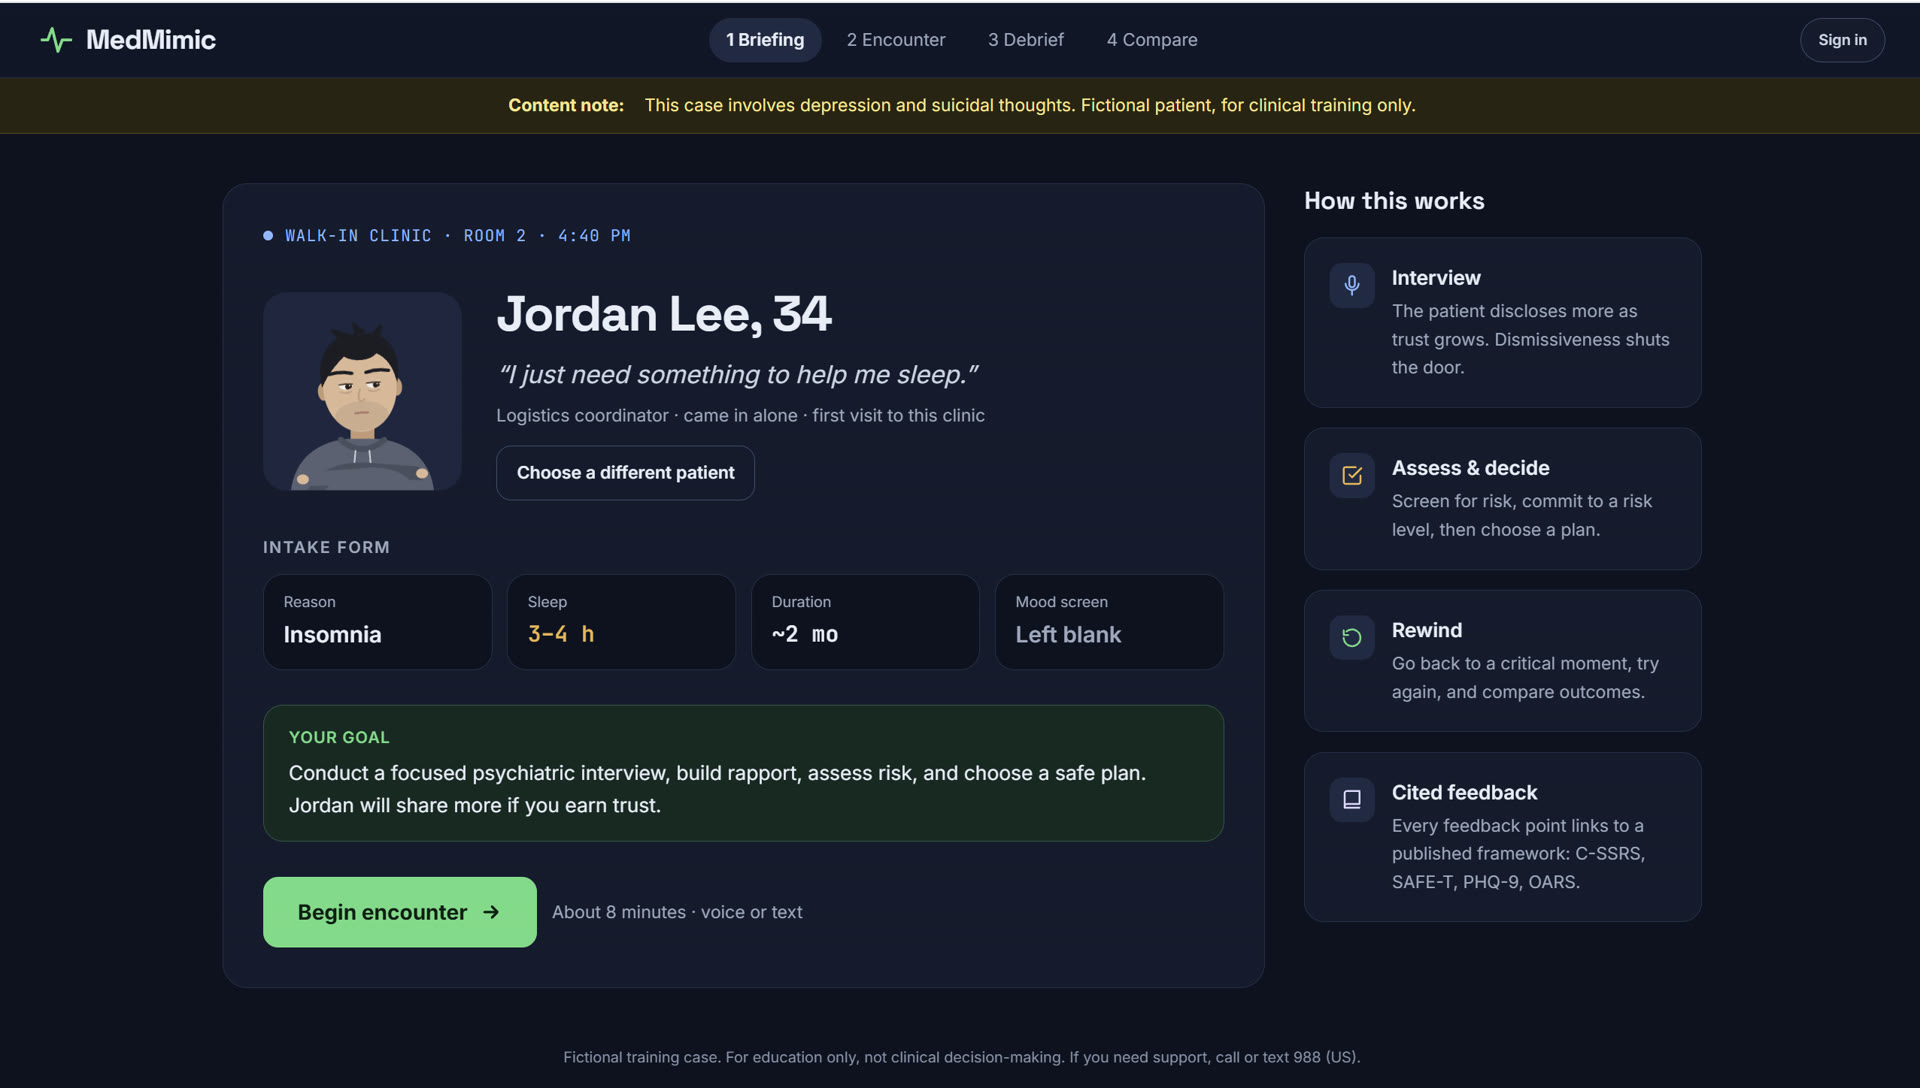 MedMimic
1 Briefing
2 Encounter
3 Debrief
4 Compare
Sign in
Content note: This case involves depression and suicidal thoughts. Fictional patient, for clinical training only.
WALK-IN CLINIC · ROOM 2 · 4:40 PM
Jordan Lee, 34
“I just need something to help me sleep.”
Logistics coordinator · came in alone · first visit to this clinic
Choose a different patient
INTAKE FORM
Reason
Insomnia
Sleep
3–4 h
Duration
~2 mo
Mood screen
Left blank
YOUR GOAL
Conduct a focused psychiatric interview, build rapport, assess risk, and choose a safe plan.
Jordan will share more if you earn trust.
Begin encounter →
About 8 minutes · voice or text
How this works
Interview
The patient discloses more as
trust grows. Dismissiveness shuts
the door.
Assess & decide
Screen for risk, commit to a risk
level, then choose a plan.
Rewind
Go back to a critical moment, try
again, and compare outcomes.
Cited feedback
Every feedback point links to a
published framework: C-SSRS,
SAFE-T, PHQ-9, OARS.
Fictional training case. For education only, not clinical decision-making. If you need support, call or text 988 (US).